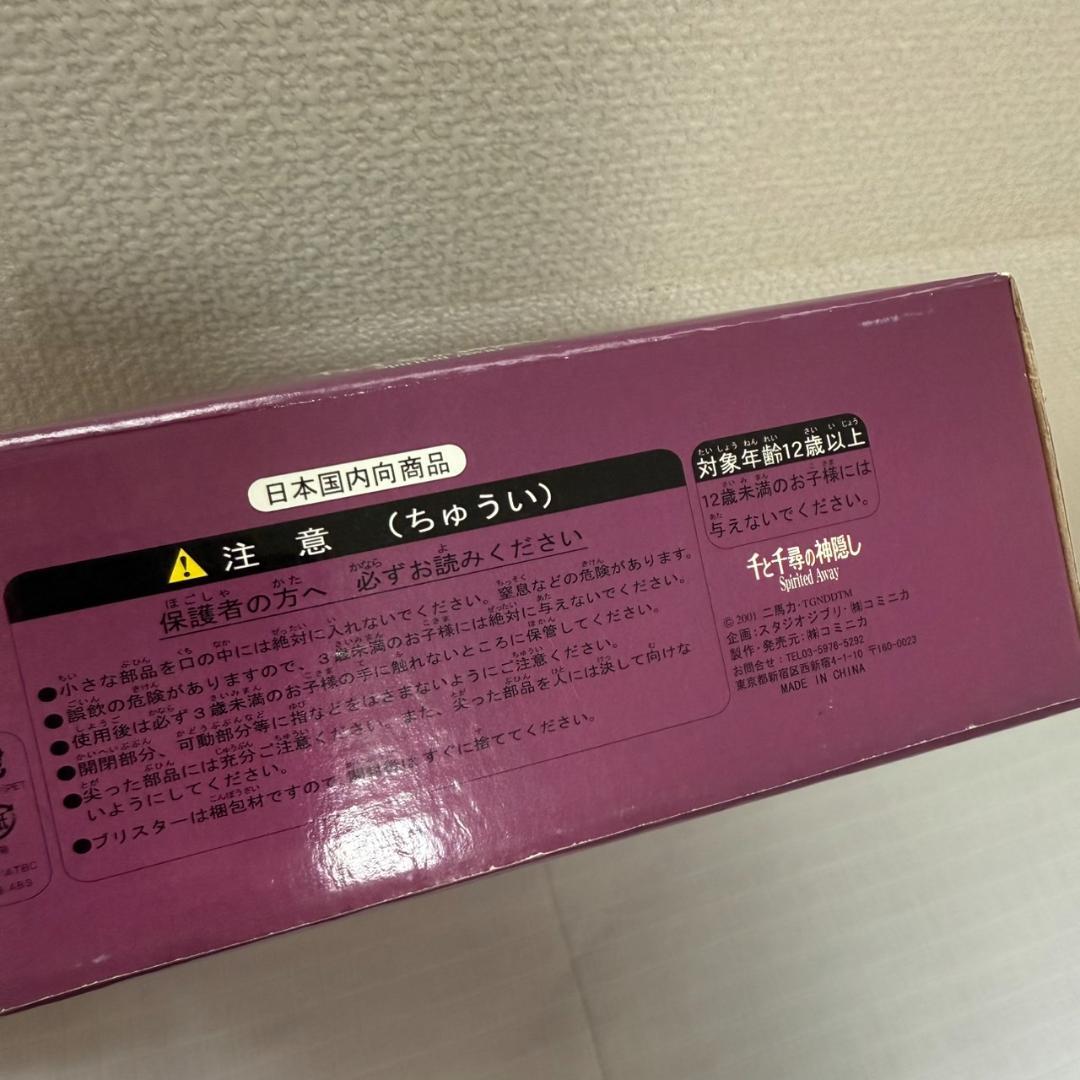 日本国内向商品
注意 (ちゅうい)
保護者の方へ 必ずお読みください
●小さな部品を口の中には絶対に入れないでください。窒息などの危険があります。
●誤飲の危険がありますので、3歳未満のお子様には絶対に与えないでください。
●使用後は必ず3歳未満のお子様の手に触れないところに保管してください。
●開閉部分、可動部分等に指などをはさまないようにご注意ください。
●尖った部品には充分ご注意ください。また、尖った部品を人には決して向けな
いようにしてください。
●ブリスターは梱包材ですので、開封後はすぐに捨ててください。
対象年齢12歳以上
12歳未満のお子様には
与えないでください。
千と千尋の神隠し
Spirited Away
© 2001 二馬力・TGNDDTM
企画:スタジオジブリ・㈱コミニカ
製作・発売元:㈱コミニカ
お問合せ:TEL03-5976-5292
東京都新宿区西新宿4-1-10 〒160-0023
MADE IN CHINA
PET
紙
ATBC
ABS